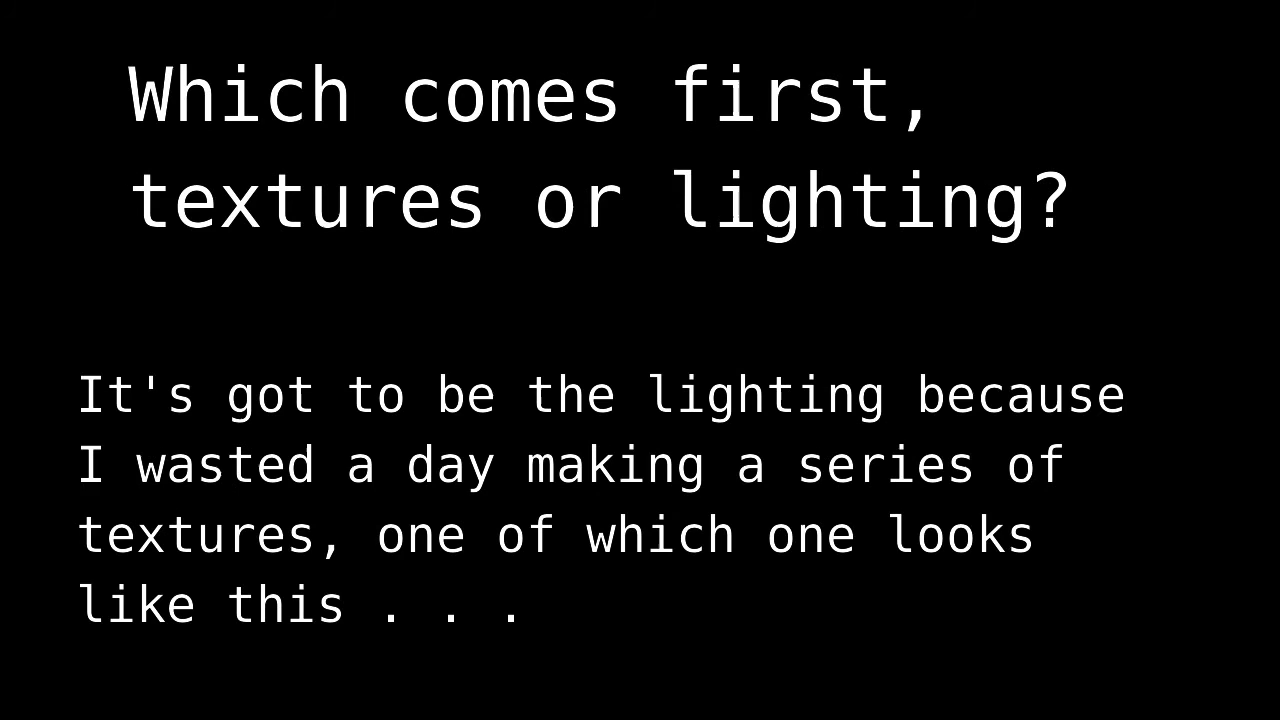 Which comes first,
textures or lighting?
It's got to be the lighting because
I wasted a day making a series of
textures, one of which one looks
like this . . .